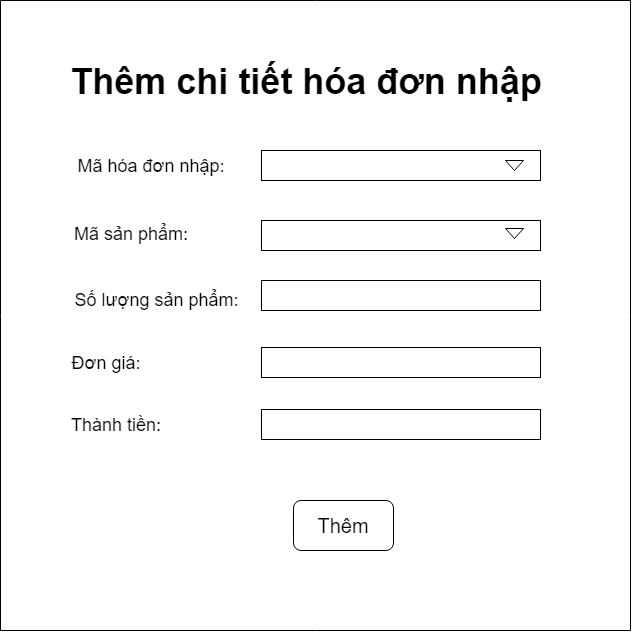 Thêm chi tiết hóa đơn nhập
Mã hóa đơn nhập:
Mã sản phẩm:
Số lượng sản phẩm:
Đơn giá:
Thành tiền:
Thêm